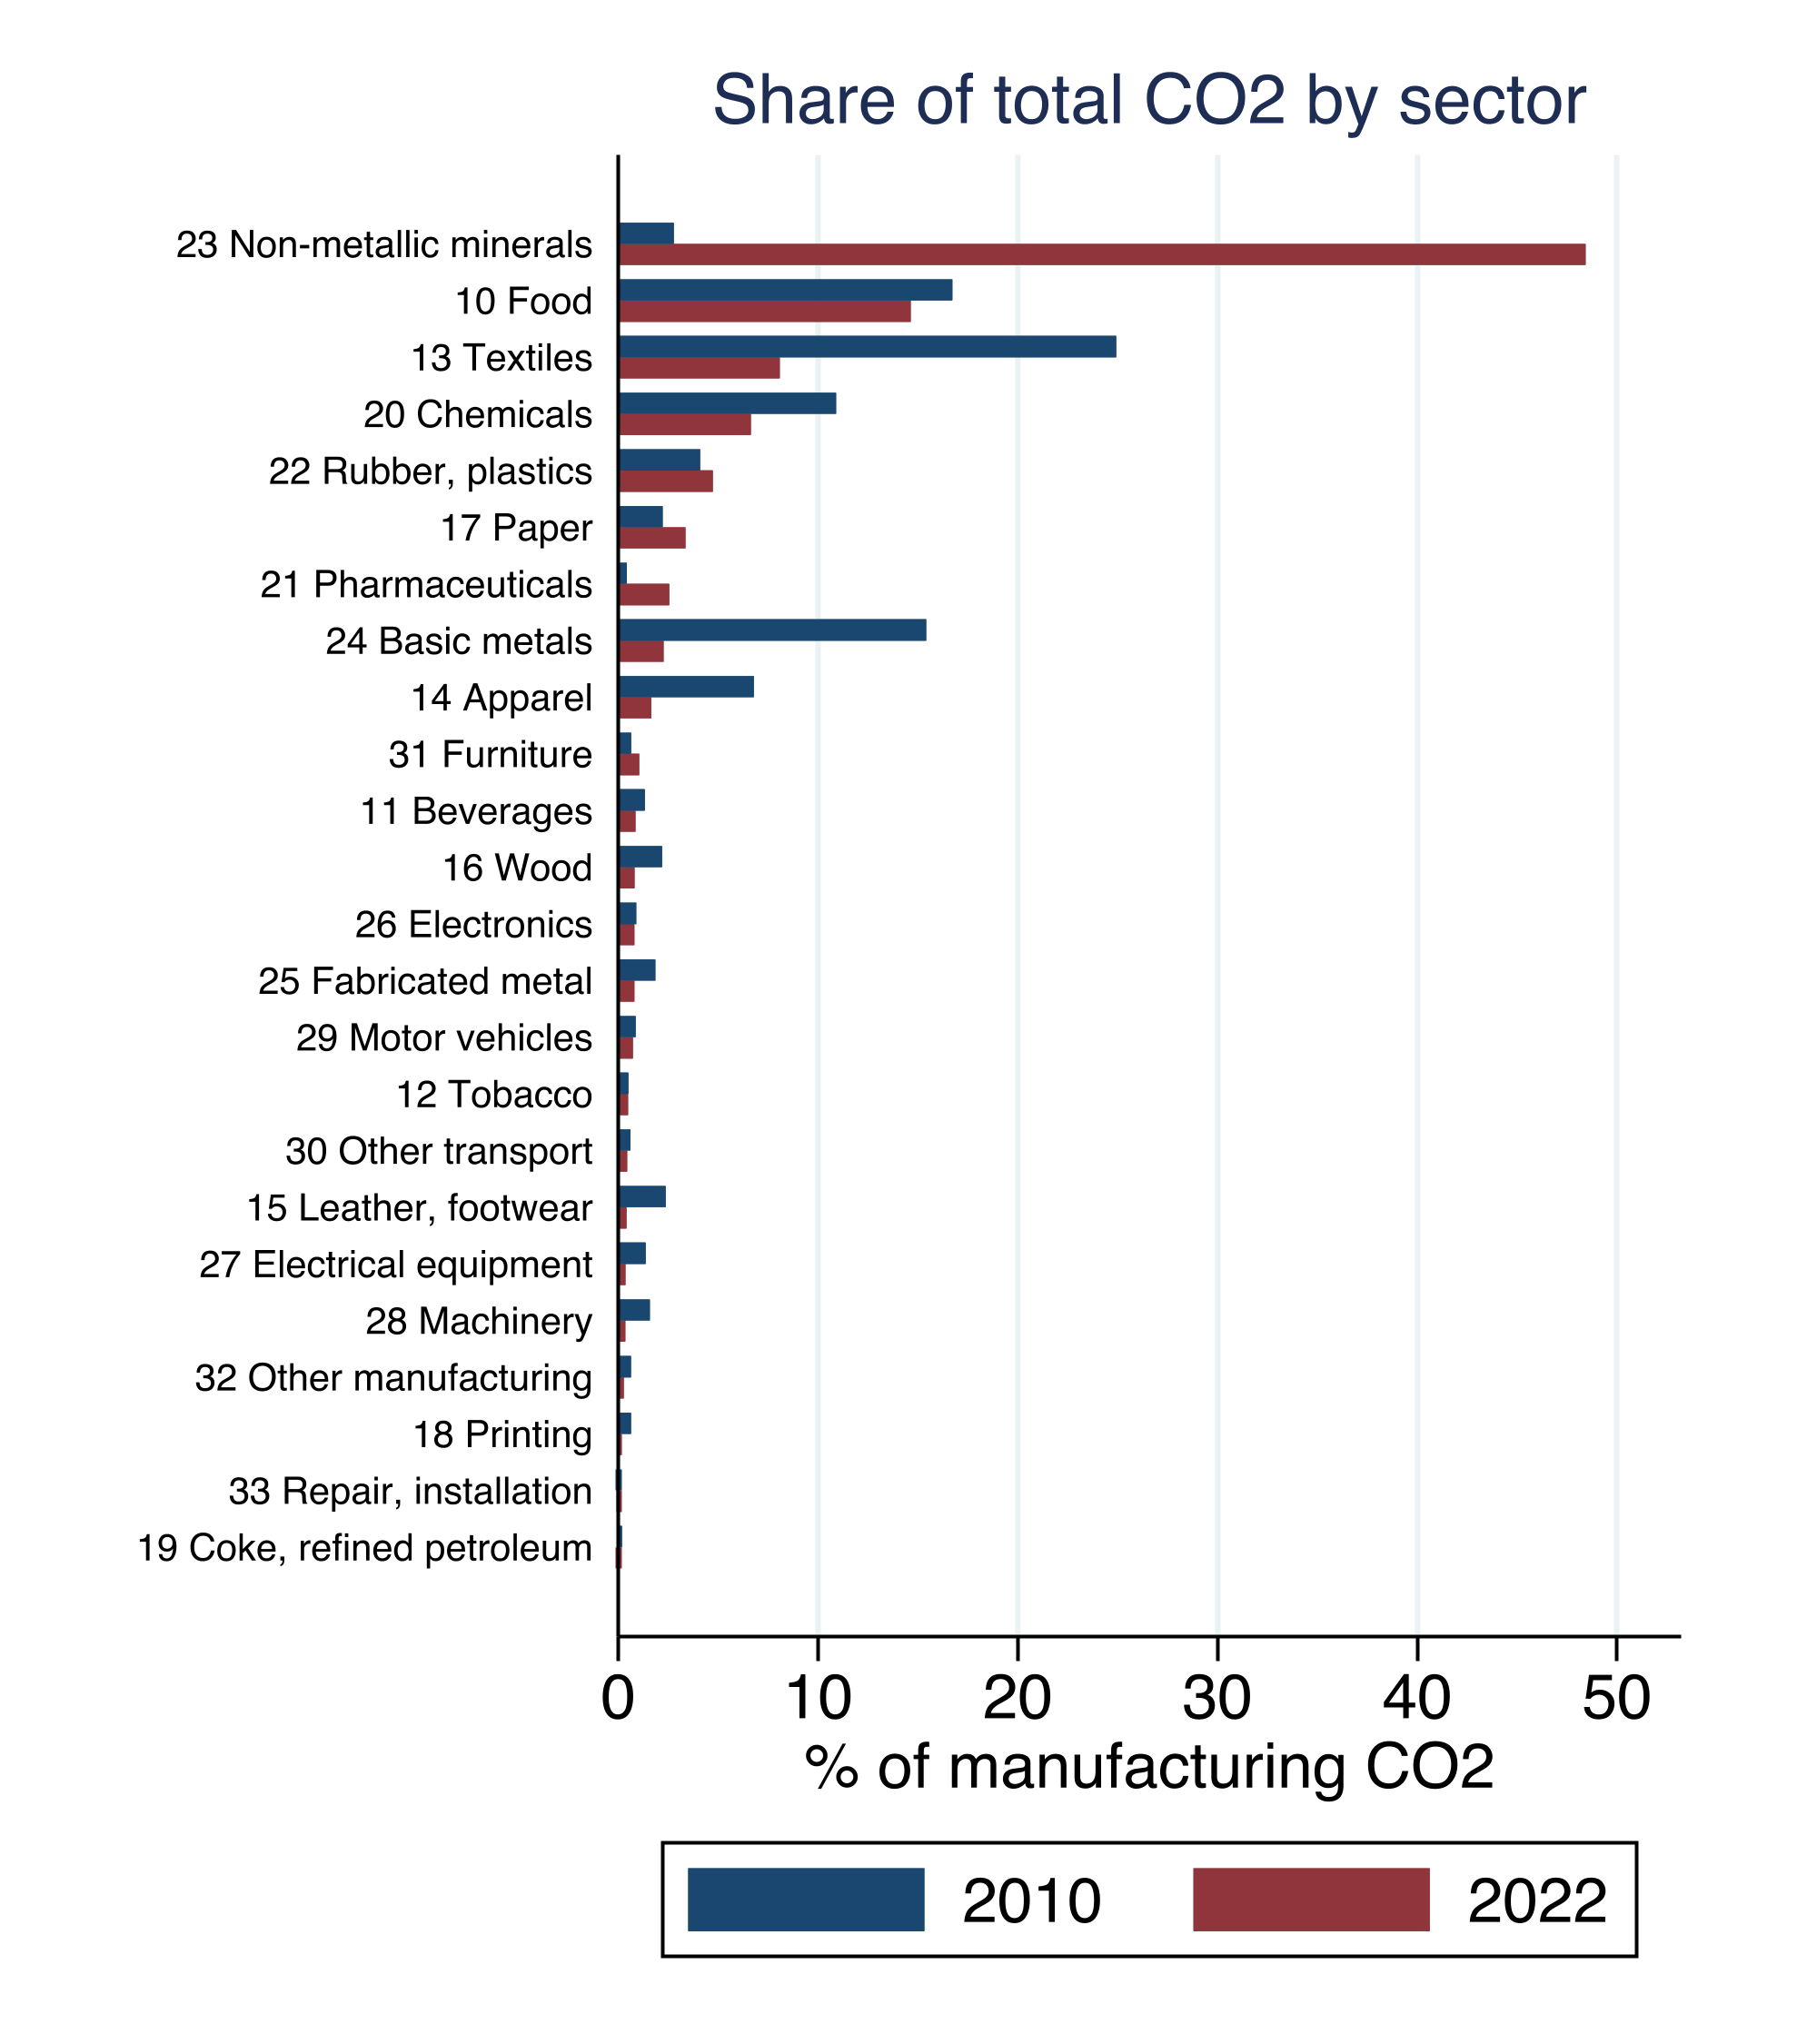 Share of total CO2 by sector
23 Non-metallic minerals
10 Food
13 Textiles
20 Chemicals
22 Rubber, plastics
17 Paper
21 Pharmaceuticals
24 Basic metals
14 Apparel
31 Furniture
11 Beverages
16 Wood
26 Electronics
25 Fabricated metal
29 Motor vehicles
12 Tobacco
30 Other transport
15 Leather, footwear
27 Electrical equipment
28 Machinery
32 Other manufacturing
18 Printing
33 Repair, installation
19 Coke, refined petroleum
0 10 20 30 40 50
% of manufacturing CO2
2010 2022